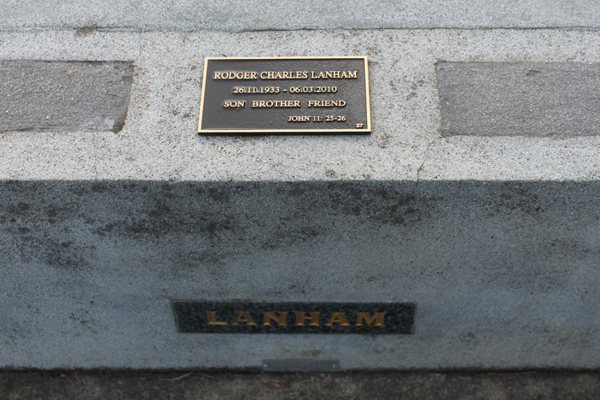 RODGER CHARLES LANHAM
26.11.1933 - 06.03.2010
SON BROTHER FRIEND
JOHN 11: 25-26
27
LANHAM